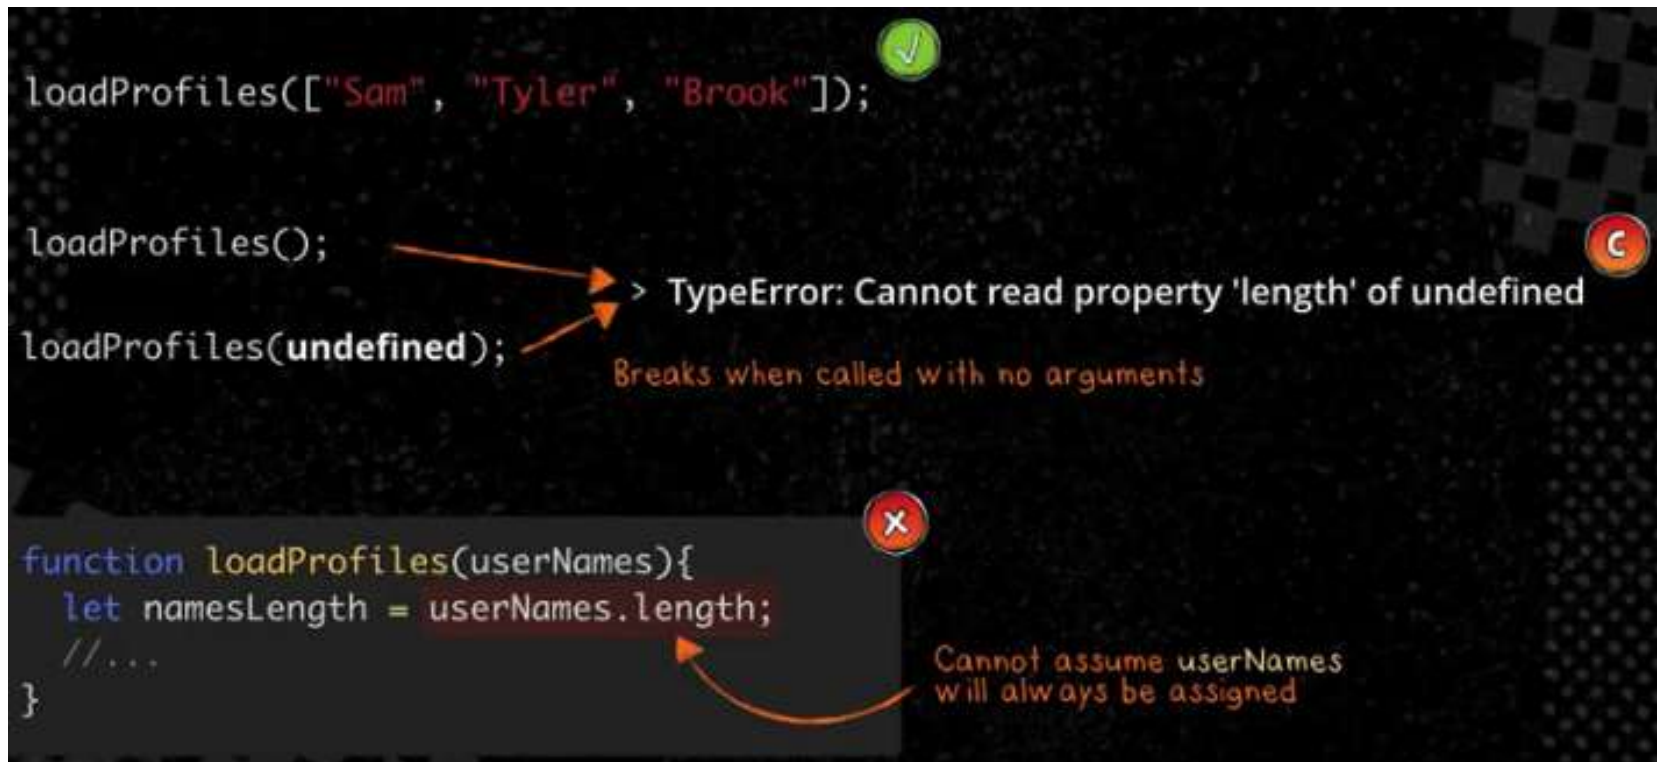 loadProfiles(["Sam", "Tyler", "Brook"]);
loadProfiles();
> TypeError: Cannot read property 'length' of undefined
C
loadProfiles(undefined);
Breaks when called with no arguments
function loadProfiles(userNames){
let namesLength = userNames.length;
//...
}
Cannot assume userNames
will always be assigned